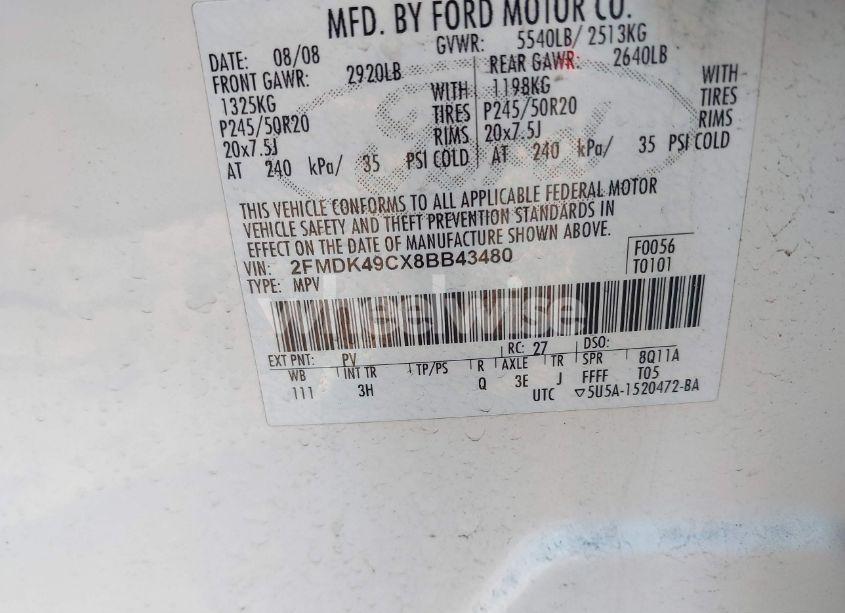 MFD. BY FORD MOTOR CO.
DATE: 08/08 GVWR: 5540LB/ 2513KG
FRONT GAWR: 2920LB REAR GAWR: 2640LB
1325KG WITH 1198KG WITH
P245/50R20 TIRES P245/50R20 TIRES
20x7.5J RIMS 20x7.5J RIMS
AT 240 kPa/ 35 PSI COLD AT 240 kPa/ 35 PSI COLD
THIS VEHICLE CONFORMS TO ALL APPLICABLE FEDERAL MOTOR
VEHICLE SAFETY AND THEFT PREVENTION STANDARDS IN
EFFECT ON THE DATE OF MANUFACTURE SHOWN ABOVE.
VIN: 2FMDK49CX8BB43480 F0056
TYPE: MPV T0101
wheelwise
EXT PNT: PV RC: 27 DSO:
WB INT TR TP/PS R AXLE TR SPR 8Q11A
111 3H Q 3E J FFFF T05
UTC ▽5U5A-1520472-BA